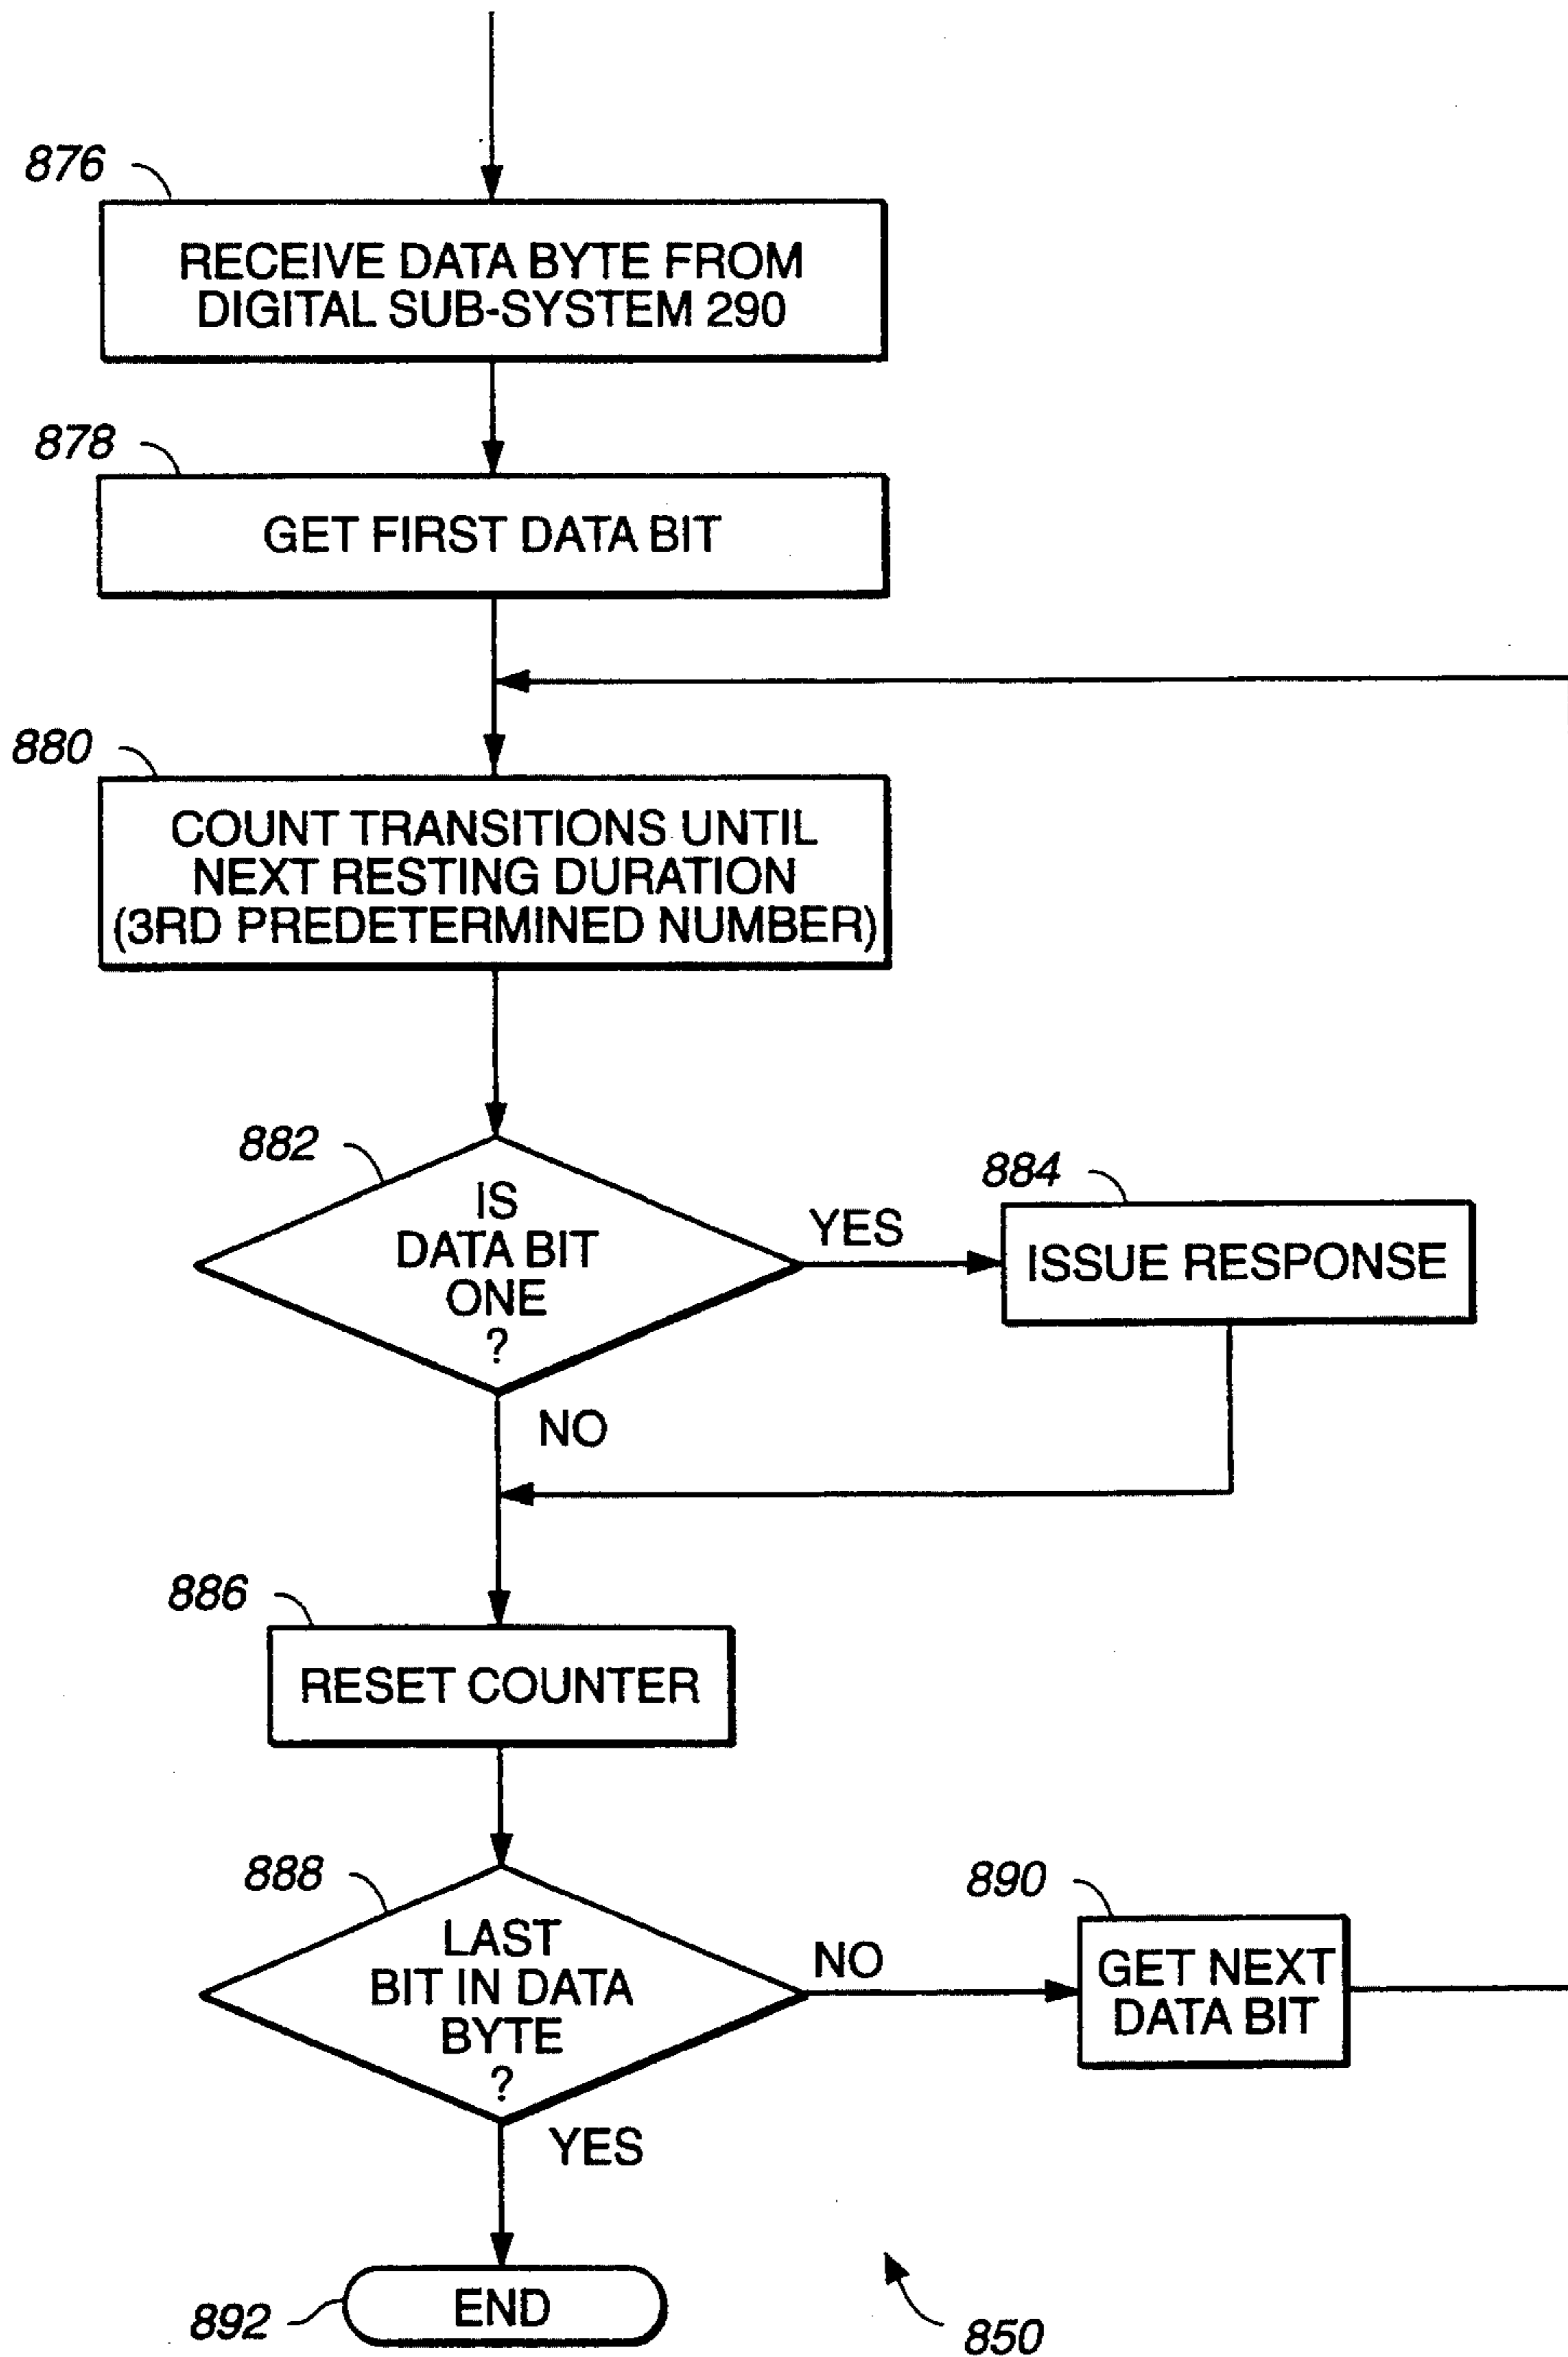 876
RECEIVE DATA BYTE FROM
DIGITAL SUB-SYSTEM 290
878
GET FIRST DATA BIT
880
COUNT TRANSITIONS UNTIL
NEXT RESTING DURATION
(3RD PREDETERMINED NUMBER)
882
IS
DATA BIT
ONE
?
YES
884
ISSUE RESPONSE
NO
886
RESET COUNTER
888
LAST
BIT IN DATA
BYTE
?
NO
890
GET NEXT
DATA BIT
YES
892
END
850